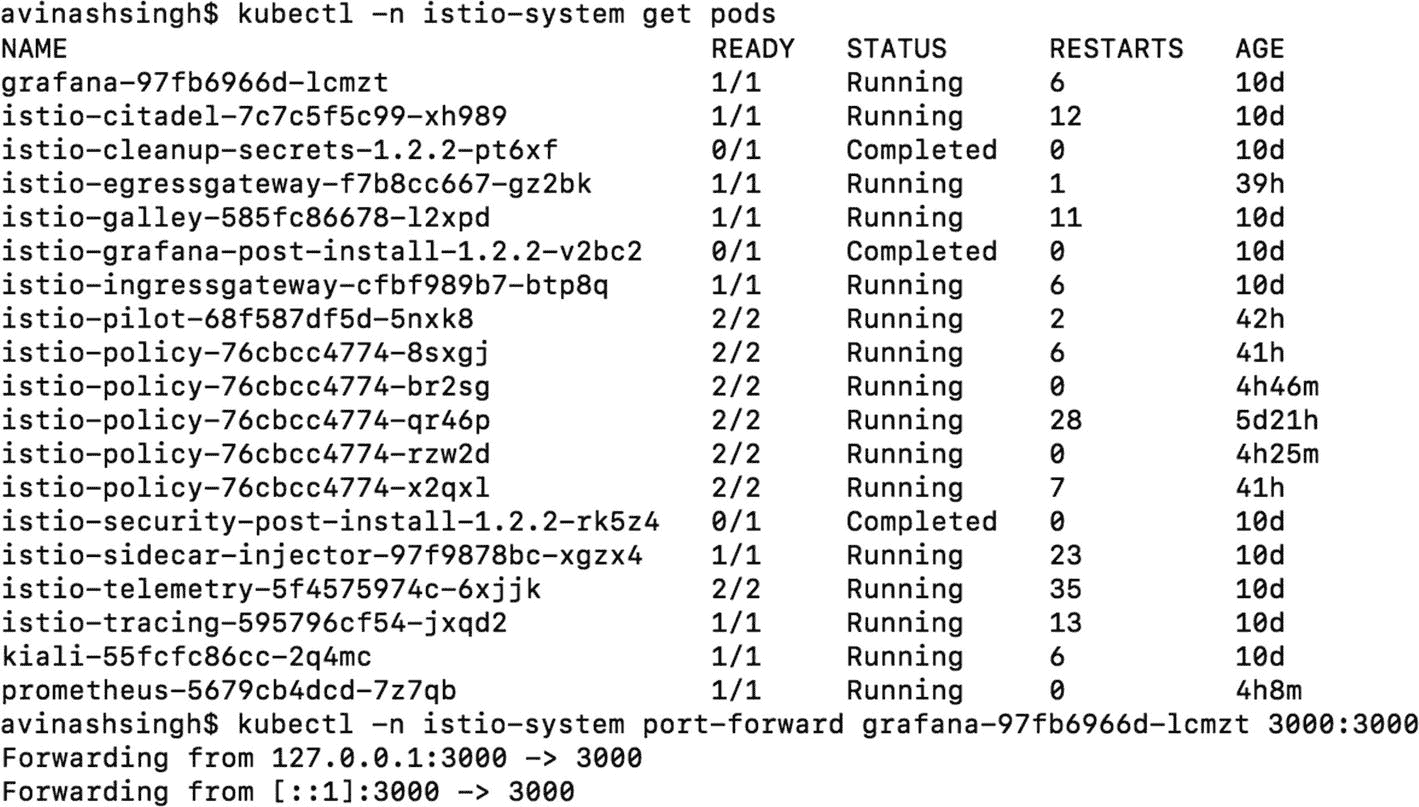 avinashsingh$ kubectl -n istio-system get pods
NAME READY STATUS RESTARTS AGE
grafana-97fb6966d-lcmzt 1/1 Running 6 10d
istio-citadel-7c7c5f5c99-xh989 1/1 Running 12 10d
istio-cleanup-secrets-1.2.2-pt6xf 0/1 Completed 0 10d
istio-egressgateway-f7b8cc667-gz2bk 1/1 Running 1 39h
istio-galley-585fc86678-l2xpd 1/1 Running 11 10d
istio-grafana-post-install-1.2.2-v2bc2 0/1 Completed 0 10d
istio-ingressgateway-cfbf989b7-btp8q 1/1 Running 6 10d
istio-pilot-68f587df5d-5nxk8 2/2 Running 2 42h
istio-policy-76cbcc4774-8sxgj 2/2 Running 6 41h
istio-policy-76cbcc4774-br2sg 2/2 Running 0 4h46m
istio-policy-76cbcc4774-qr46p 2/2 Running 28 5d21h
istio-policy-76cbcc4774-rzw2d 2/2 Running 0 4h25m
istio-policy-76cbcc4774-x2qxl 2/2 Running 7 41h
istio-security-post-install-1.2.2-rk5z4 0/1 Completed 0 10d
istio-sidecar-injector-97f9878bc-xgzx4 1/1 Running 23 10d
istio-telemetry-5f4575974c-6xjjk 2/2 Running 35 10d
istio-tracing-595796cf54-jxqd2 1/1 Running 13 10d
kiali-55fcfc86cc-2q4mc 1/1 Running 6 10d
prometheus-5679cb4dcd-7z7qb 1/1 Running 0 4h8m
avinashsingh$ kubectl -n istio-system port-forward grafana-97fb6966d-lcmzt 3000:3000
Forwarding from 127.0.0.1:3000 -> 3000
Forwarding from [::1]:3000 -> 3000